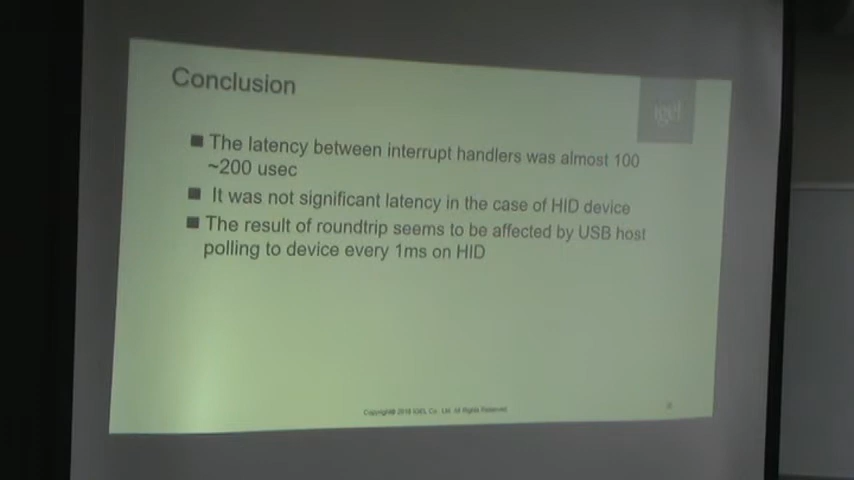 Conclusion
igel
■ The latency between interrupt handlers was almost 100
~200 usec
■ It was not significant latency in the case of HID device
■ The result of roundtrip seems to be affected by USB host
polling to device every 1ms on HID
Copyright© 2018 IGEL Co. Ltd. All Rights Reserved